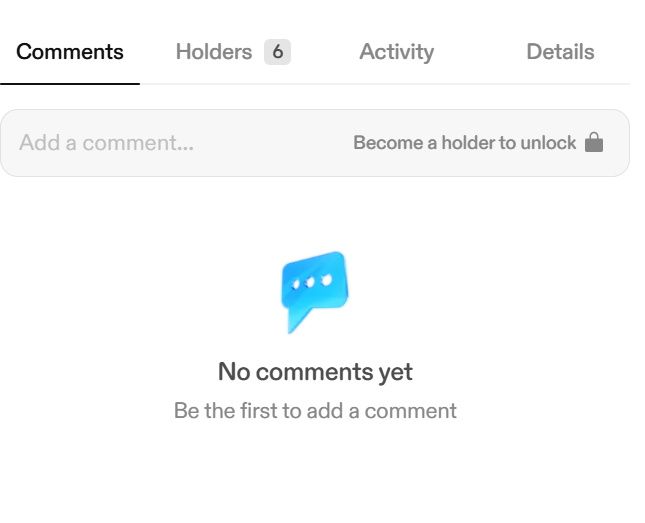 Comments Holders 6 Activity Details
Add a comment... Become a holder to unlock
No comments yet
Be the first to add a comment